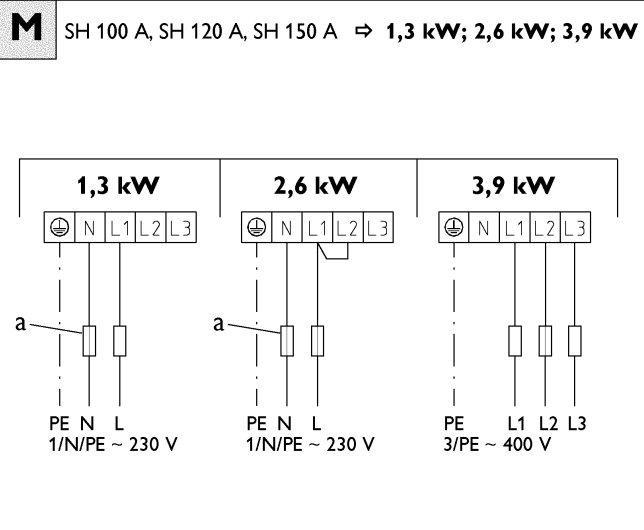 M SH 100 A, SH 120 A, SH 150 A ⇨ 1,3 kW; 2,6 kW; 3,9 kW
1,3 kW 2,6 kW 3,9 kW
N L1 L2 L3 N L1 L2 L3 N L1 L2 L3
a a
PE N L PE N L PE L1 L2 L3
1/N/PE ~ 230 V 1/N/PE ~ 230 V 3/PE ~ 400 V